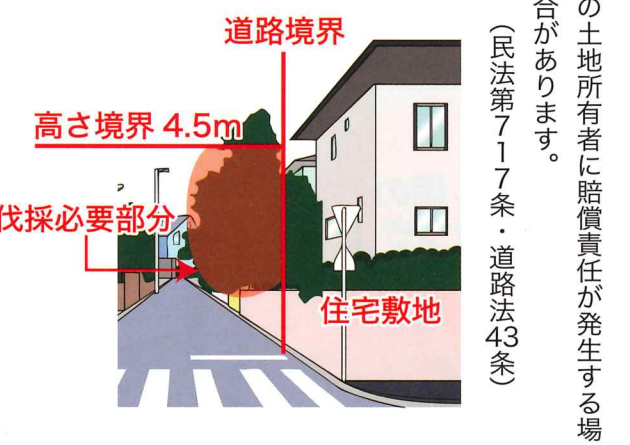 の土地所有者に賠償責任が発生する場
合があります。
（民法第717条・道路法43条）
道路境界
高さ境界 4.5m
伐採必要部分
住宅敷地